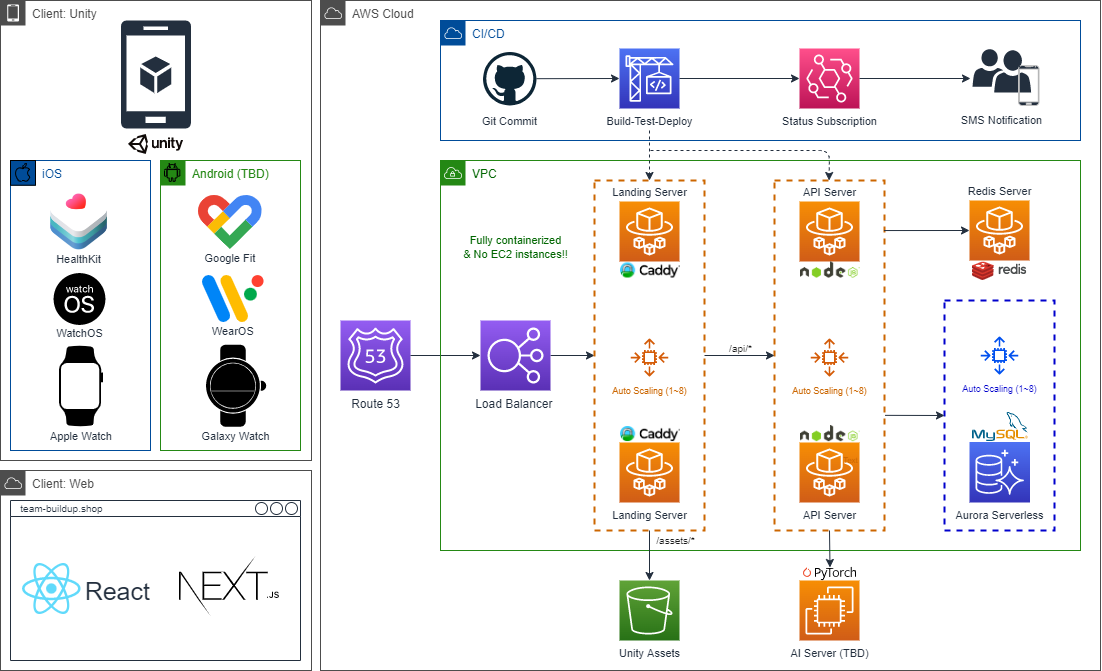 Client: Unity
unity
iOS
HealthKit
watch
OS
WatchOS
Apple Watch
Android (TBD)
Google Fit
WearOS
Galaxy Watch
Client: Web
team-buildup.shop
React
NEXT
.JS
AWS Cloud
CI/CD
Git Commit
Build-Test-Deploy
Status Subscription
SMS Notification
VPC
Fully containerized
& No EC2 instances!!
53
Route 53
Load Balancer
Landing Server
Caddy
Auto Scaling (1~8)
Caddy
Landing Server
/api/*
/assets/*
API Server
node
Auto Scaling (1~8)
node
API Server
Redis Server
redis
Auto Scaling (1~8)
MySQL
Aurora Serverless
Unity Assets
PyTorch
AI Server (TBD)